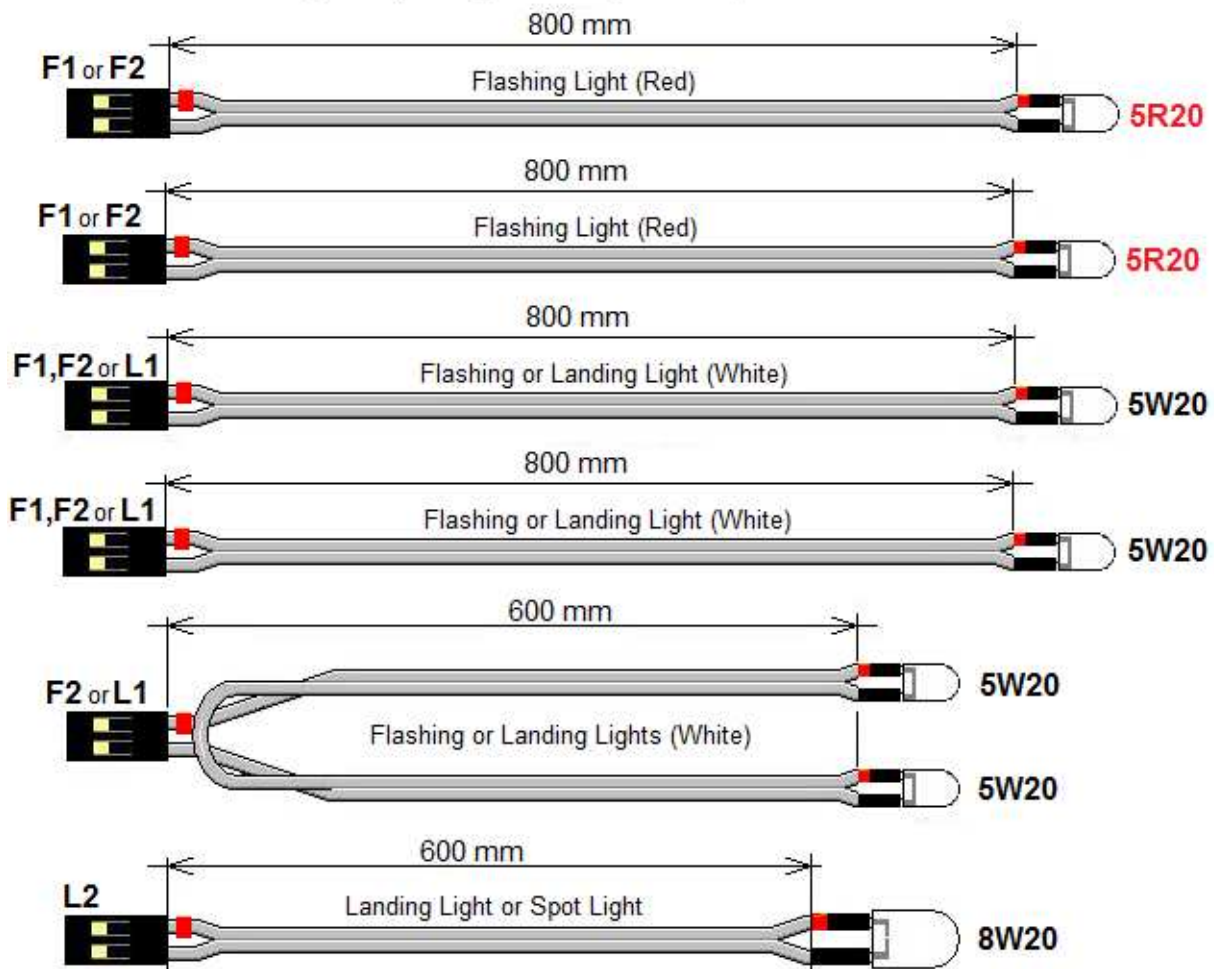 800 mm
F1 or F2
Flashing Light (Red)
5R20
800 mm
F1 or F2
Flashing Light (Red)
5R20
800 mm
F1,F2 or L1
Flashing or Landing Light (White)
5W20
800 mm
F1,F2 or L1
Flashing or Landing Light (White)
5W20
600 mm
F2 or L1
5W20
Flashing or Landing Lights (White)
5W20
600 mm
L2
Landing Light or Spot Light
8W20